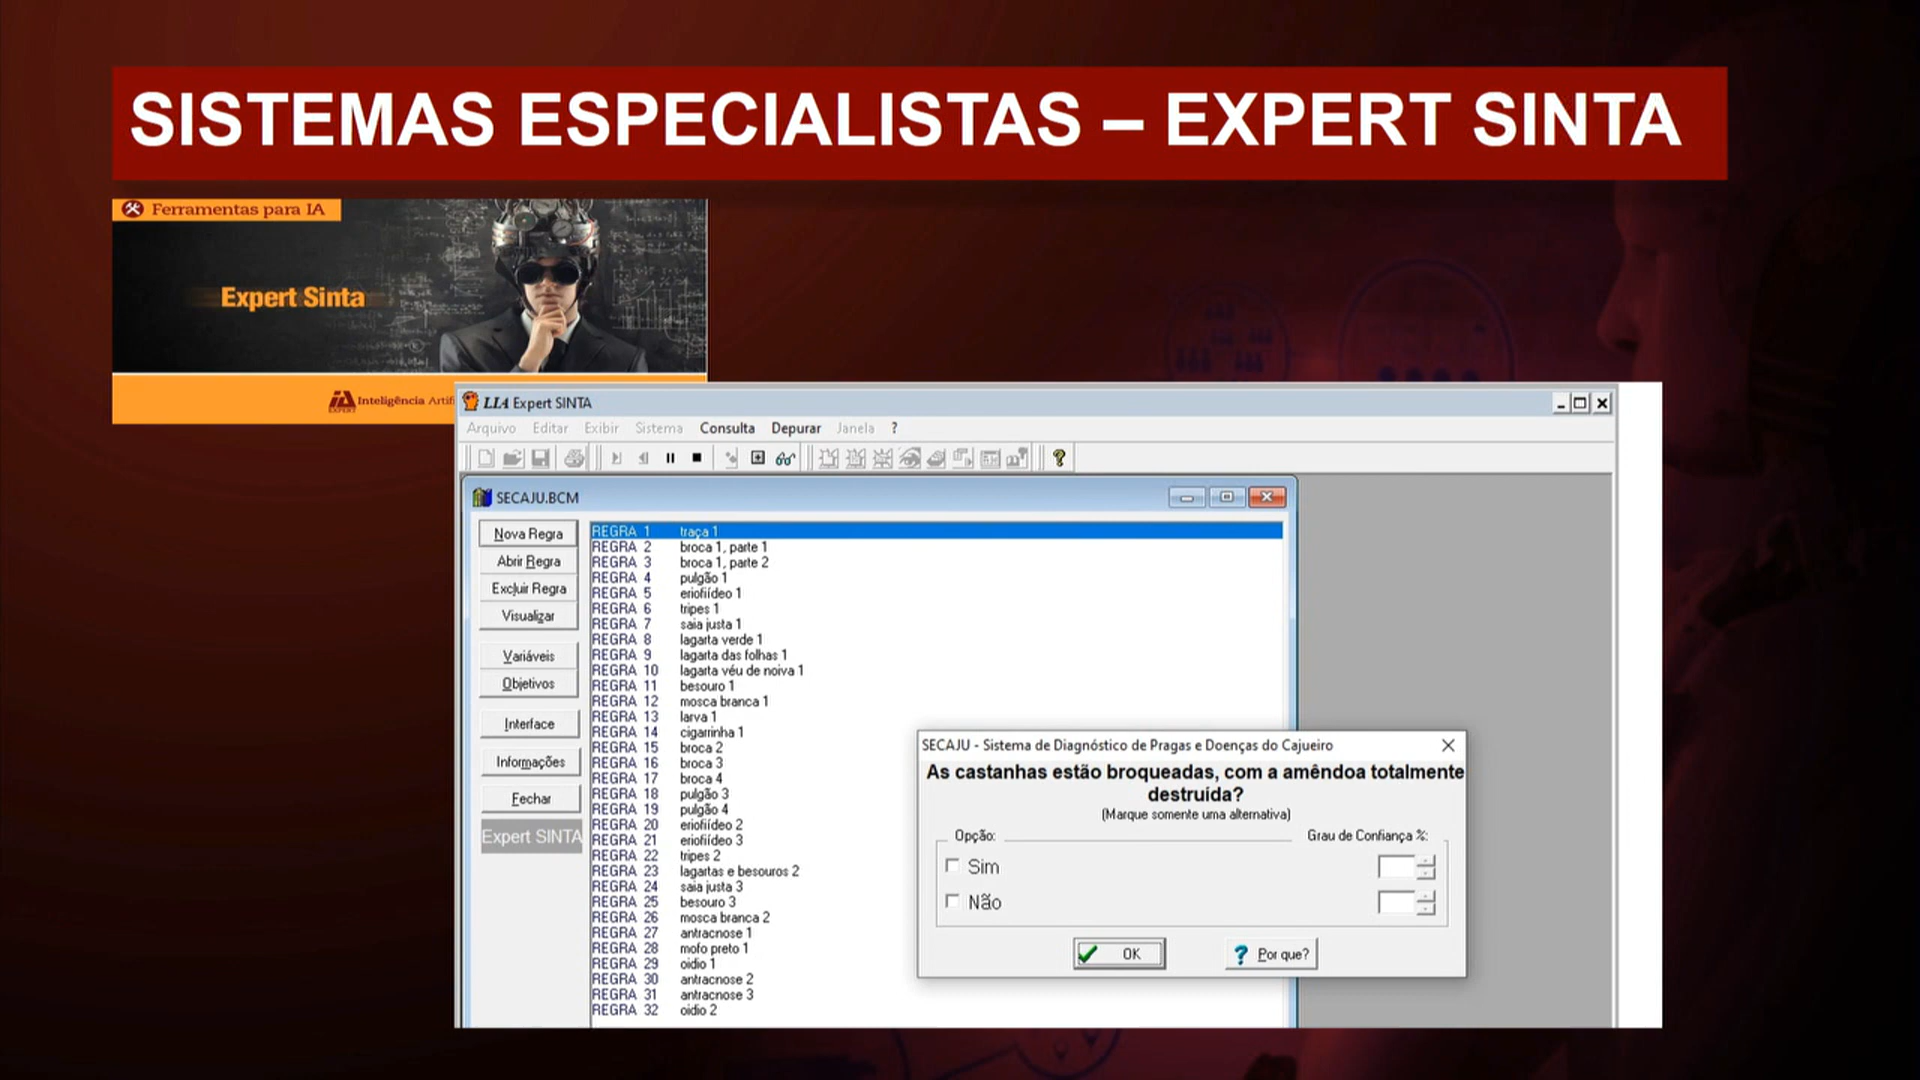 SISTEMAS ESPECIALISTAS – EXPERT SINTA
Ferramentas para IA
Expert Sinta
iA EXPERT Inteligência Artifi
LIA Expert SINTA
Arquivo Editar Exibir Sistema Consulta Depurar Janela ?
SECAJU.BCM
Nova Regra
Abrir Regra
Excluir Regra
Visualizar
Variáveis
Objetivos
Interface
Informações
Fechar
Expert SINTA
REGRA 1 traça 1
REGRA 2 broca 1, parte 1
REGRA 3 broca 1, parte 2
REGRA 4 pulgão 1
REGRA 5 eriofiídeo 1
REGRA 6 tripes 1
REGRA 7 saia justa 1
REGRA 8 lagarta verde 1
REGRA 9 lagarta das folhas 1
REGRA 10 lagarta véu de noiva 1
REGRA 11 besouro 1
REGRA 12 mosca branca 1
REGRA 13 larva 1
REGRA 14 cigarrinha 1
REGRA 15 broca 2
REGRA 16 broca 3
REGRA 17 broca 4
REGRA 18 pulgão 3
REGRA 19 pulgão 4
REGRA 20 eriofiídeo 2
REGRA 21 eriofiídeo 3
REGRA 22 tripes 2
REGRA 23 lagartas e besouros 2
REGRA 24 saia justa 3
REGRA 25 besouro 3
REGRA 26 mosca branca 2
REGRA 27 antracnose 1
REGRA 28 mofo preto 1
REGRA 29 oidio 1
REGRA 30 antracnose 2
REGRA 31 antracnose 3
REGRA 32 oidio 2
SECAJU - Sistema de Diagnóstico de Pragas e Doenças do Cajueiro
As castanhas estão broqueadas, com a amêndoa totalmente
destruída?
(Marque somente uma alternativa)
Opção: Grau de Confiança %:
Sim
Não
OK Por que?